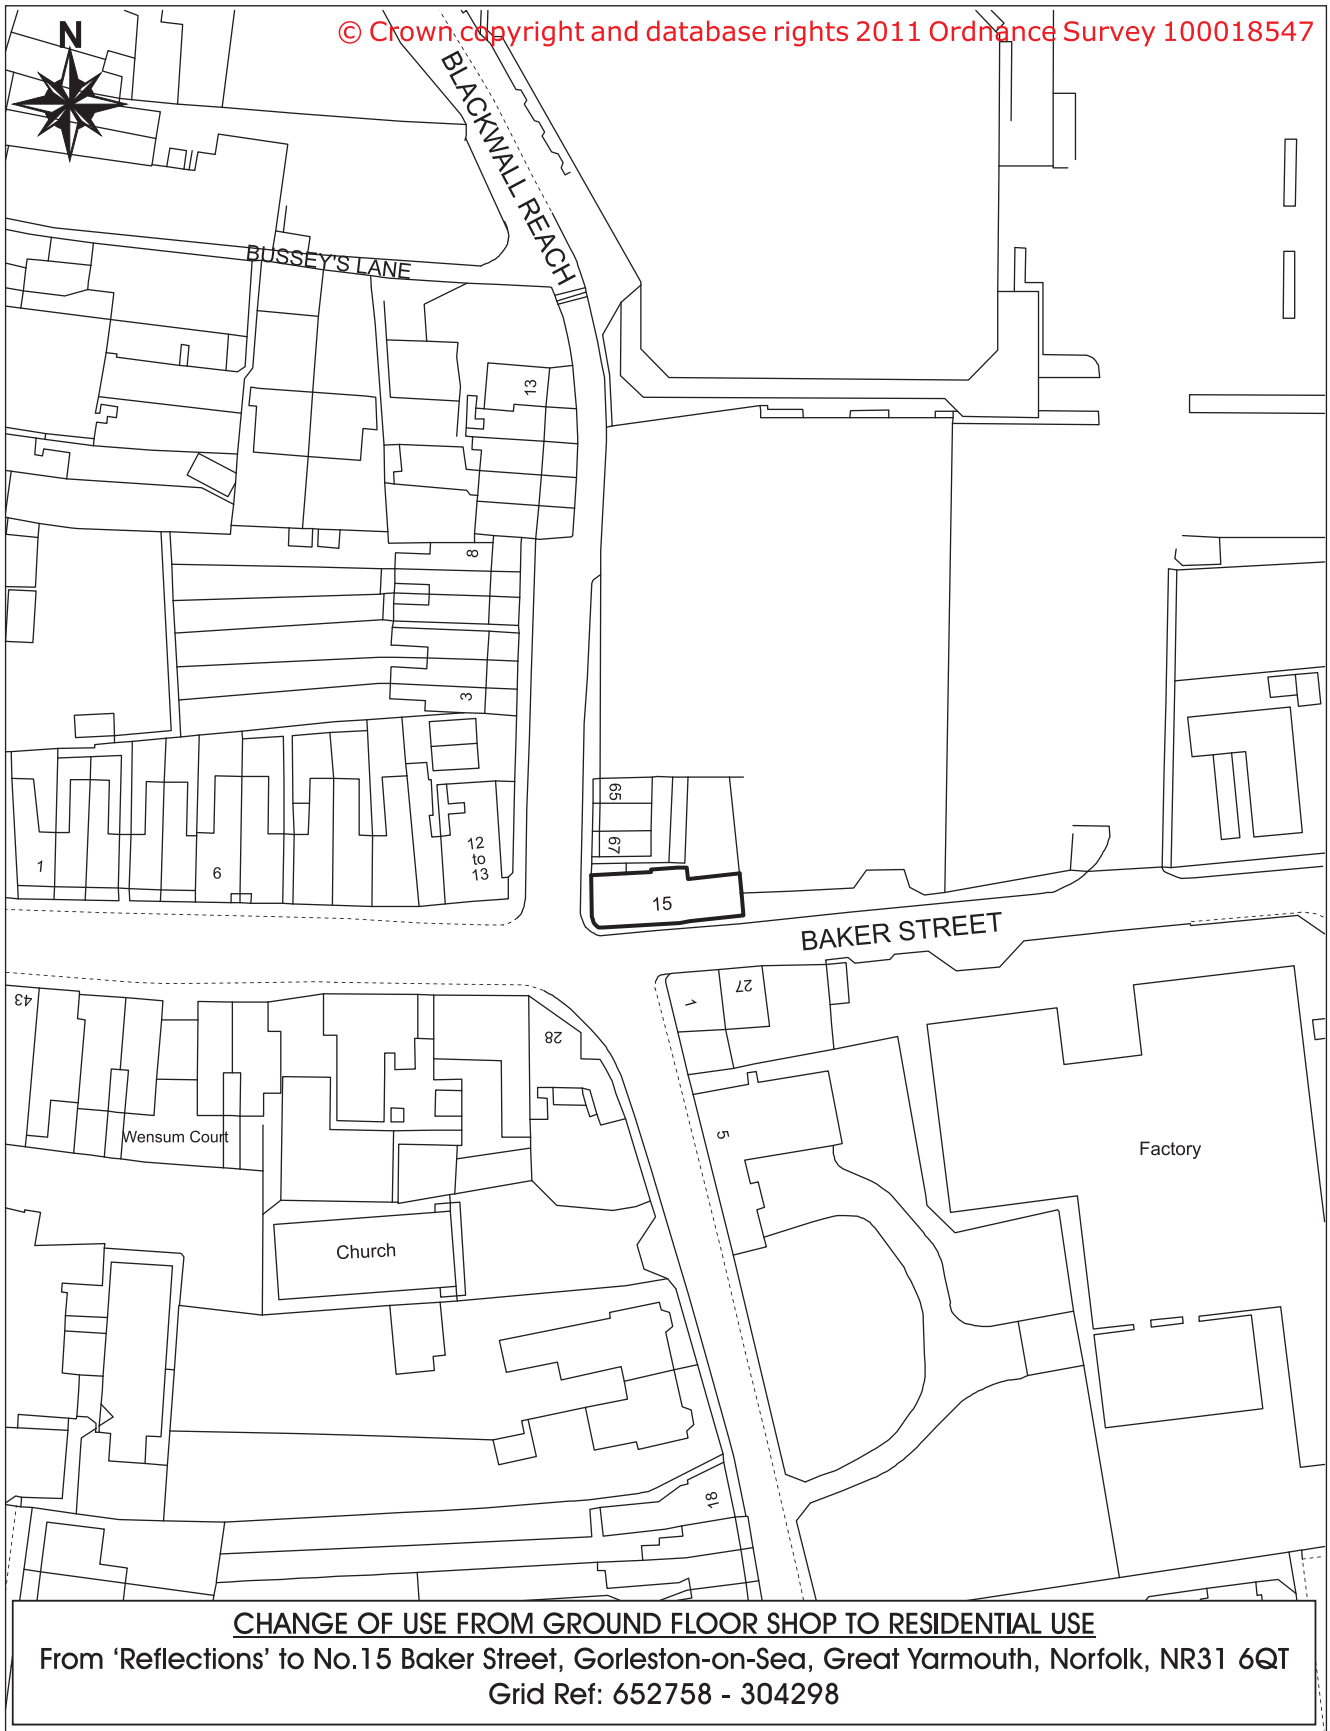 © Crown copyright and database rights 2011 Ordnance Survey 100018547
N
BLACKWALL REACH
BUSSEY'S LANE
13
8
3
65
67
12
to
13
1
6
15
BAKER STREET
43
28
1
27
5
Wensum Court
Factory
Church
18
CHANGE OF USE FROM GROUND FLOOR SHOP TO RESIDENTIAL USE
From ‘Reflections’ to No.15 Baker Street, Gorleston-on-Sea, Great Yarmouth, Norfolk, NR31 6QT
Grid Ref: 652758 - 304298